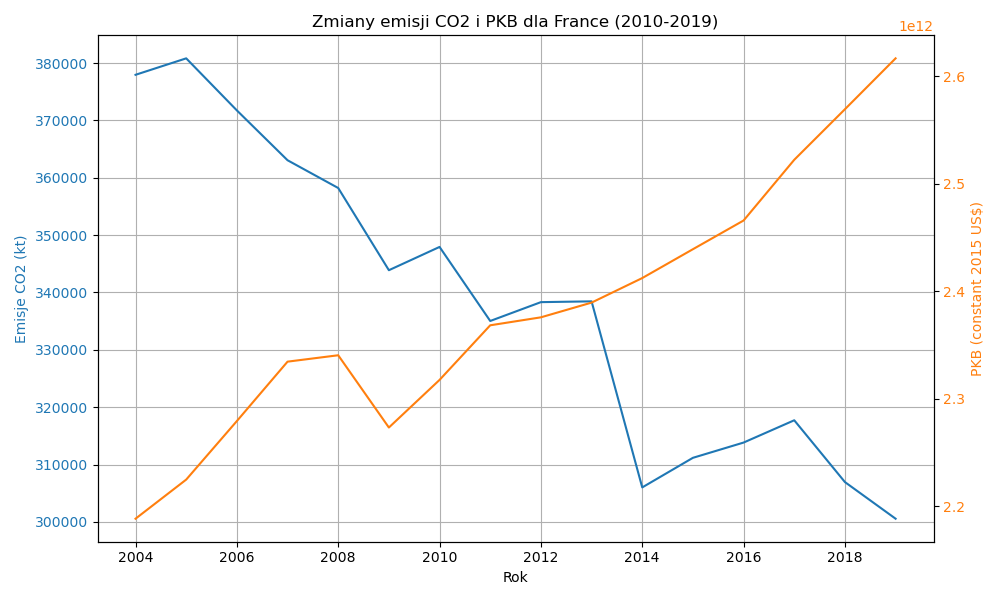 Zmiany emisji CO2 i PKB dla France (2010-2019)
1e12
380000
370000
360000
350000
340000
330000
320000
310000
300000
Emisje CO2 (kt)
2.6
2.5
2.4
2.3
2.2
PKB (constant 2015 US$)
2004 2006 2008 2010 2012 2014 2016 2018
Rok